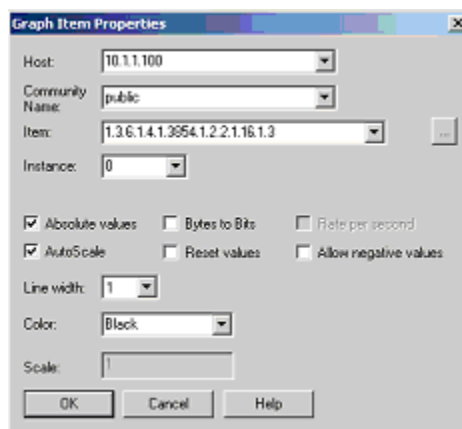 Graph Item Properties
Host: 10.1.1.100
Community Name: public
Item: 1.3.6.1.4.1.3854.1.2.2.1.16.1.3 ...
Instance: 0
Absolute values Bytes to Bits Rate per second
AutoScale Reset values Allow negative values
Line width: 1
Color: Black
Scale: 1
OK Cancel Help